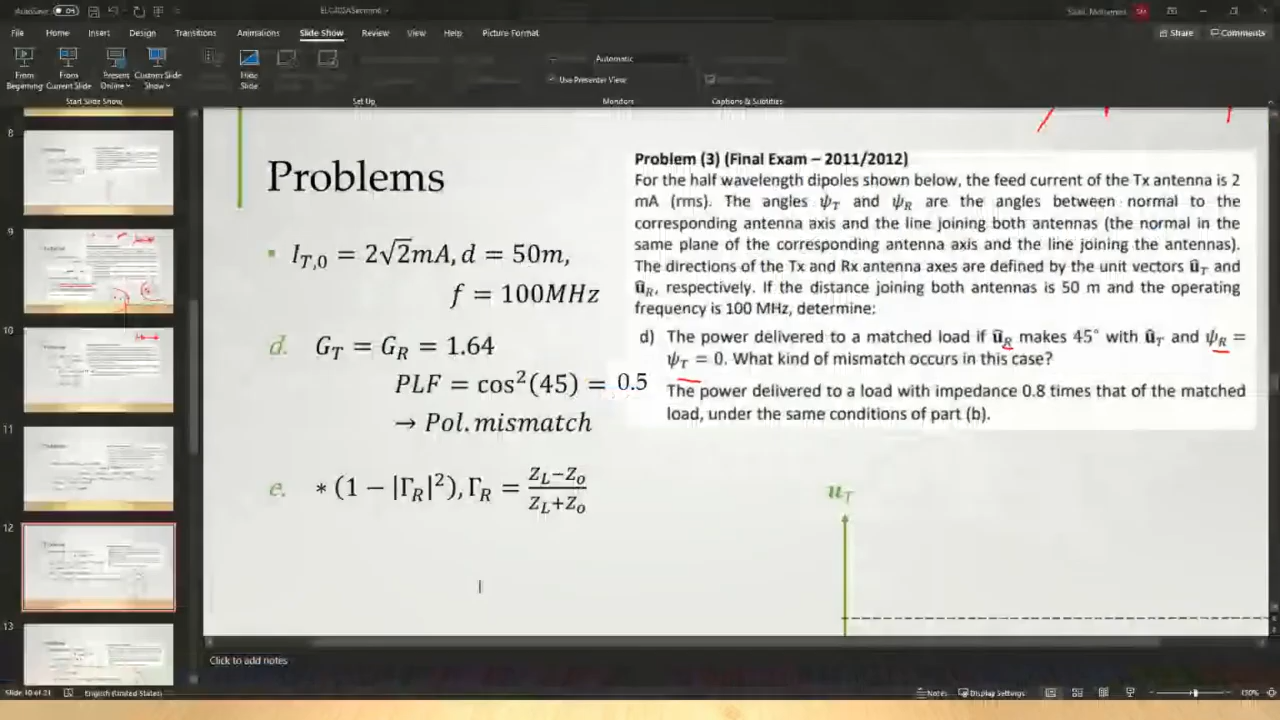 File Home Insert Design Transitions Animations Slide Show Review View Help Picture Format Share Comments
From Beginning From Current Slide Present Online Custom Slide Show Hide Slide Automatic Use Presenter View
Start Slide Show Set Up Monitors Captions & Subtitles
8
9
10
11
12
13
Problems
I_{T,0} = 2√2mA, d = 50m,
f = 100MHz
d. G_T = G_R = 1.64
PLF = cos²(45) = 0.5
→ Pol. mismatch
e. * (1 − |Γ_R|²), Γ_R = (Z_L−Z_o)/(Z_L+Z_o)
Problem (3) (Final Exam – 2011/2012)
For the half wavelength dipoles shown below, the feed current of the Tx antenna is 2
mA (rms). The angles ψ_T and ψ_R are the angles between normal to the
corresponding antenna axis and the line joining both antennas (the normal in the
same plane of the corresponding antenna axis and the line joining the antennas).
The directions of the Tx and Rx antenna axes are defined by the unit vectors û_T and
û_R, respectively. If the distance joining both antennas is 50 m and the operating
frequency is 100 MHz, determine:
d) The power delivered to a matched load if û_R makes 45° with û_T and ψ_R =
ψ_T = 0. What kind of mismatch occurs in this case?
The power delivered to a load with impedance 0.8 times that of the matched
load, under the same conditions of part (b).
u_T
Click to add notes
Slide 10 of 21 English (United States) Notes Display Settings 130%